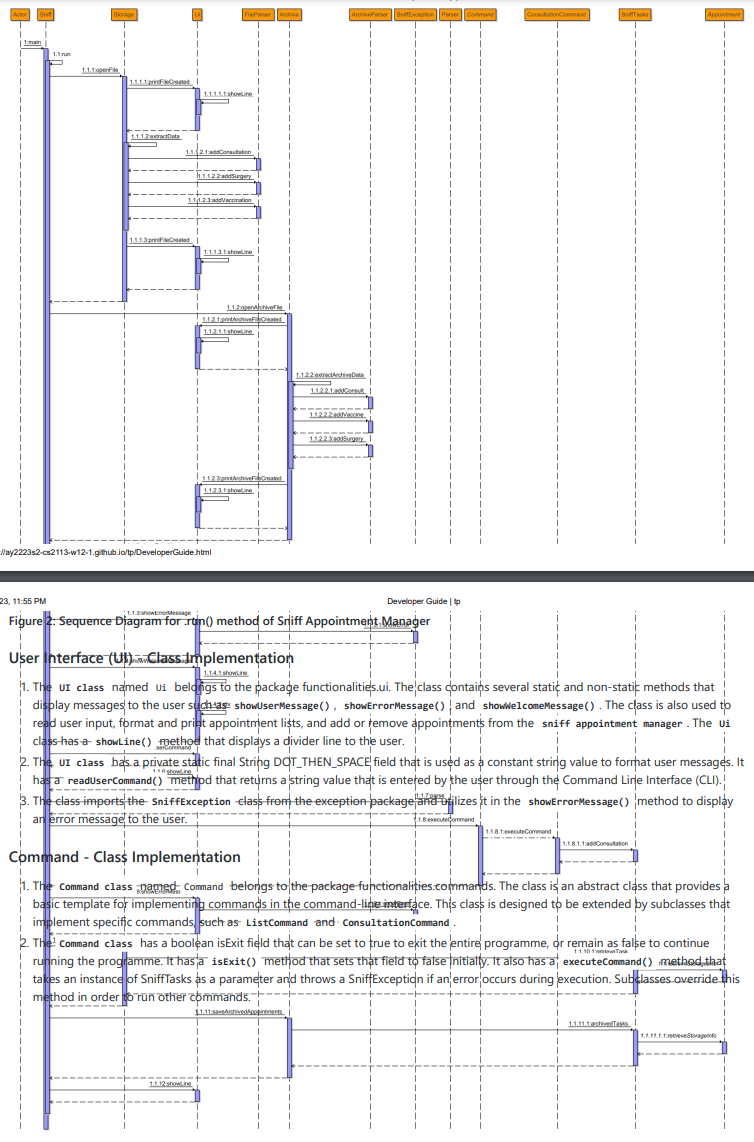 Actor Sniff Storage Ui FileParser Archive ArchiveParser SniffException Parser Command ConsultationCommand SniffTasks Appointment
1:main
1.1:run
1.1.1:openFile
1.1.1.1:printFileCreated
1.1.1.1.1:showLine
1.1.1.2:extractData
1.1.1.2.1:addConsultation
1.1.1.2.2:addSurgery
1.1.1.2.3:addVaccination
1.1.1.3:printFileCreated
1.1.1.3.1:showLine
1.1.2:openArchiveFile
1.1.2.1:printArchiveFileCreated
1.1.2.1.1:showLine
1.1.2.2:extractArchiveData
1.1.2.2.1:addConsult
1.1.2.2.2:addVaccine
1.1.2.2.3:addSurgery
1.1.2.3:printArchiveFileCreated
1.1.2.3.1:showLine
://ay2223s2-cs2113-w12-1.github.io/tp/DeveloperGuide.html
23, 11:55 PM Developer Guide | tp
1.1.3:showErrorMessage
Figure 2: Sequence Diagram for .run() method of Sniff Appointment Manager
User Interface (UI) - Class Implementation
1.1.4.1:showLine
1. The UI class named Ui belongs to the package functionalities.ui. The class contains several static and non-static methods that
display messages to the user such as showUserMessage() , showErrorMessage() and showWelcomeMessage() . The class is also used to
read user input, format and print appointment lists, and add or remove appointments from the sniff appointment manager . The Ui
class has a showLine() method that displays a divider line to the user.
2. The UI class has a private static final String DOT_THEN_SPACE field that is used as a constant string value to format user messages. It
has a readUserCommand() method that returns a string value that is entered by the user through the Command Line Interface (CLI).
1.1.6:showLine
1.1.7:parse
3. The class imports the SniffException class from the exception package and utilizes it in the showErrorMessage() method to display
an error message to the user.
1.1.8:executeCommand
1.1.8.1:executeCommand
1.1.8.1.1:addConsultation
Command - Class Implementation
1. The Command class named Command belongs to the package functionalities.commands. The class is an abstract class that provides a
basic template for implementing commands in the command-line interface. This class is designed to be extended by subclasses that
implement specific commands, such as ListCommand and ConsultationCommand .
2. The Command class has a boolean isExit field that can be set to true to exit the entire programme, or remain as false to continue
running the programme. It has a isExit() method that sets that field to false initially. It also has a executeCommand() method that
takes an instance of SniffTasks as a parameter and throws a SniffException if an error occurs during execution. Subclasses override this
method in order to run other commands.
1.1.10.1:retrieveTask
1.1.11:saveArchivedAppointments
1.1.11.1:archivedTasks
1.1.11.1.1:retrieveStorageInfo
1.1.12:showLine